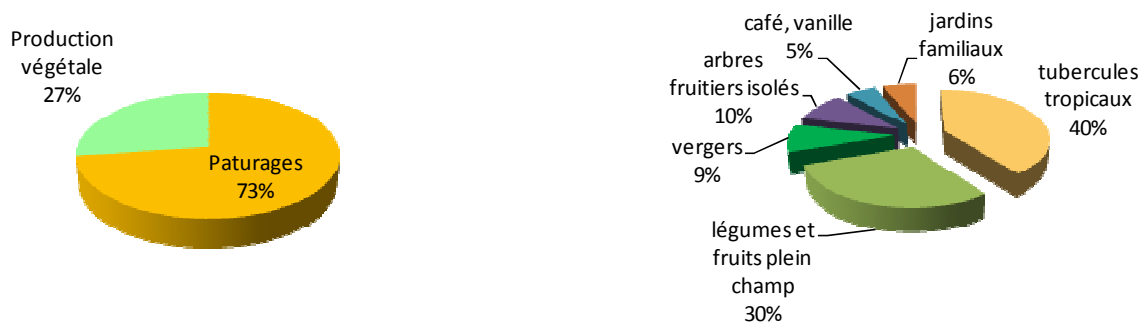 Production
végétale
27%
Paturages
73%
café, vanille
5%
jardins
familiaux
6%
arbres
fruitiers isolés
10%
tubercules
tropicaux
40%
vergers
9%
légumes et
fruits plein
champ
30%